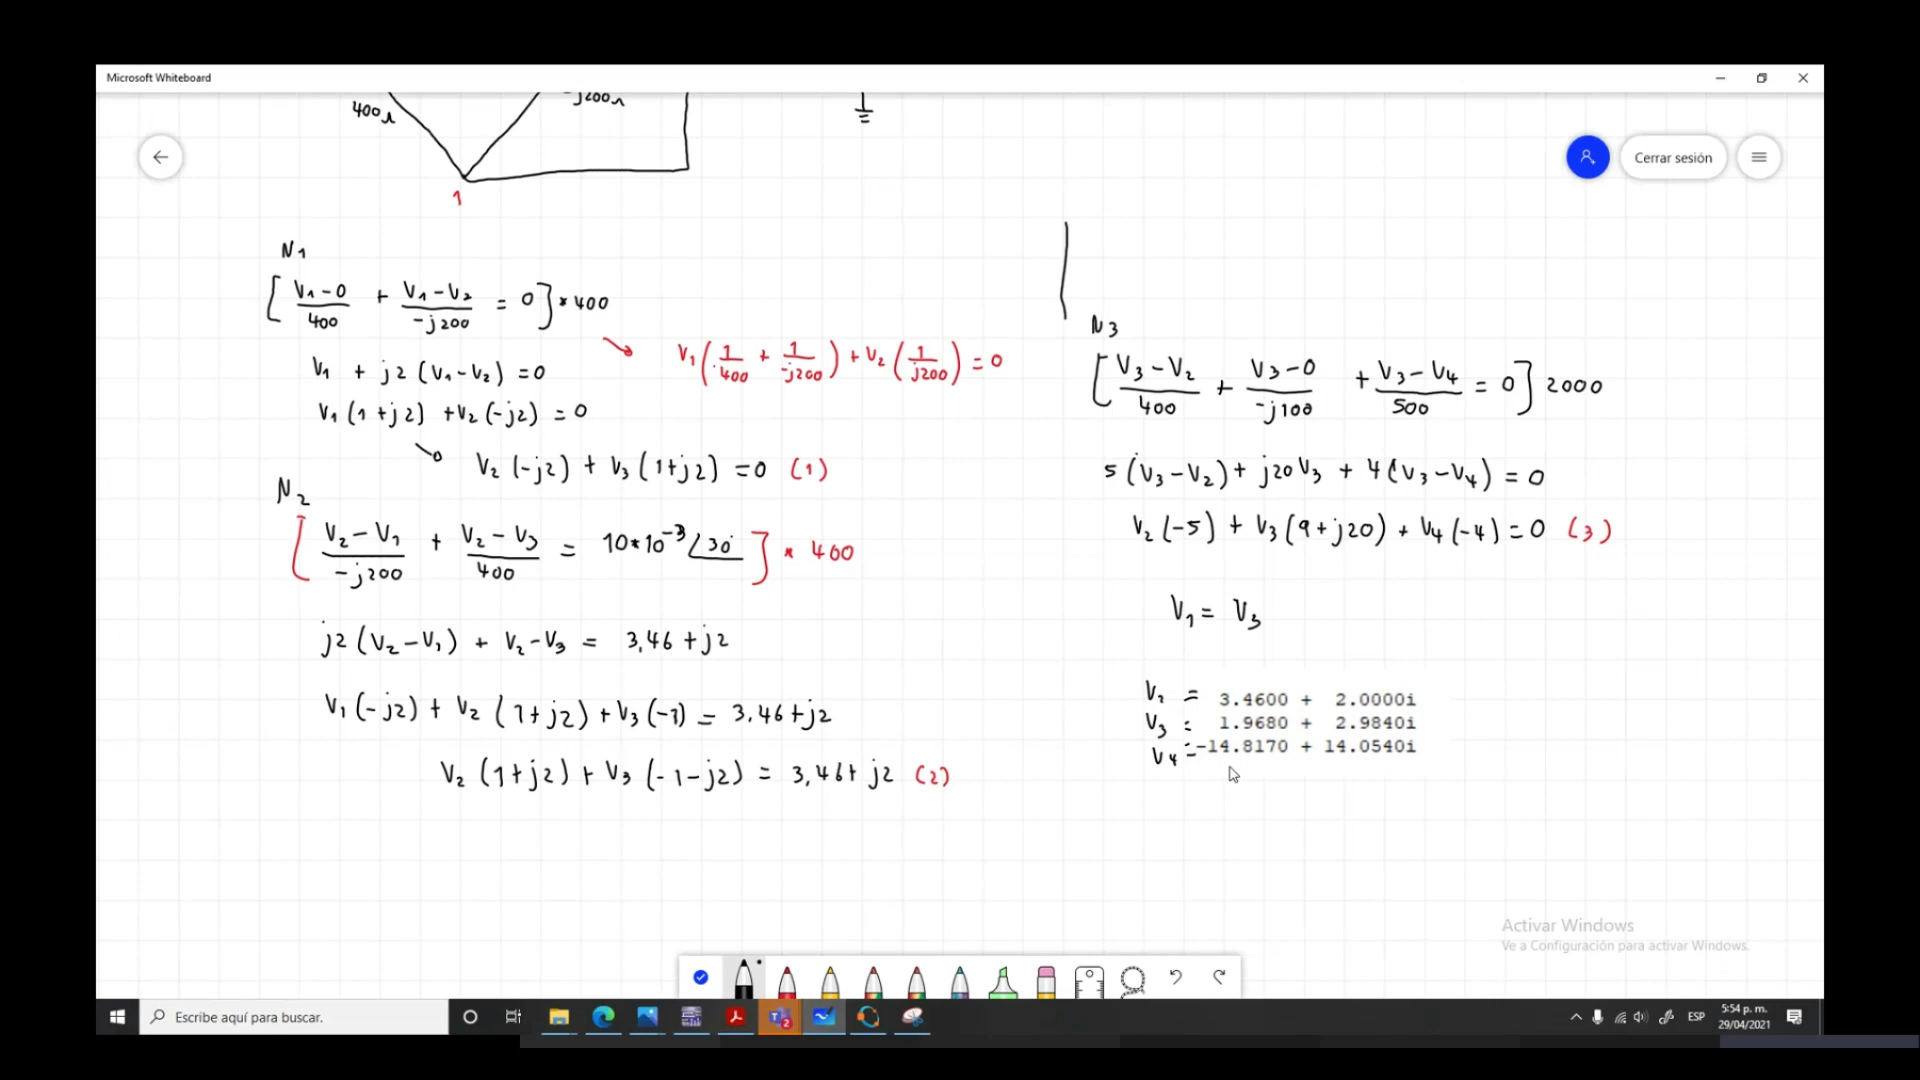 Microsoft Whiteboard
400Ω
-j200Ω
1
Cerrar sesión
N1
[ (V1-0)/400 + (V1-V2)/(-j200) = 0 ] * 400
V1 (1/400 + 1/(-j200)) + V2 (1/(j200)) = 0
V1 + j2 (V1-V2) = 0
V1 (1+j2) + V2 (-j2) = 0
V2 (-j2) + V3 (1+j2) = 0 (1)
N2
[ (V2-V1)/(-j200) + (V2-V3)/400 = 10*10^-3 ∠30° ] * 400
j2 (V2-V1) + V2-V3 = 3,46 + j2
V1 (-j2) + V2 (1+j2) + V3 (-1) = 3.46 + j2
V2 (1+j2) + V3 (-1-j2) = 3,46 + j2 (2)
N3
[ (V3-V2)/400 + (V3-0)/(-j100) + (V3-V4)/500 = 0 ] 2000
5 (V3-V2) + j20 V3 + 4 (V3-V4) = 0
V2 (-5) + V3 (9+j20) + V4 (-4) = 0 (3)
V1 = V3
V2 = 3.4600 + 2.0000i
V3 = 1.9680 + 2.9840i
V4 = -14.8170 + 14.0540i
Activar Windows
Ve a Configuración para activar Windows.
Escribe aquí para buscar.
2
ESP
5:54 p. m.
29/04/2021